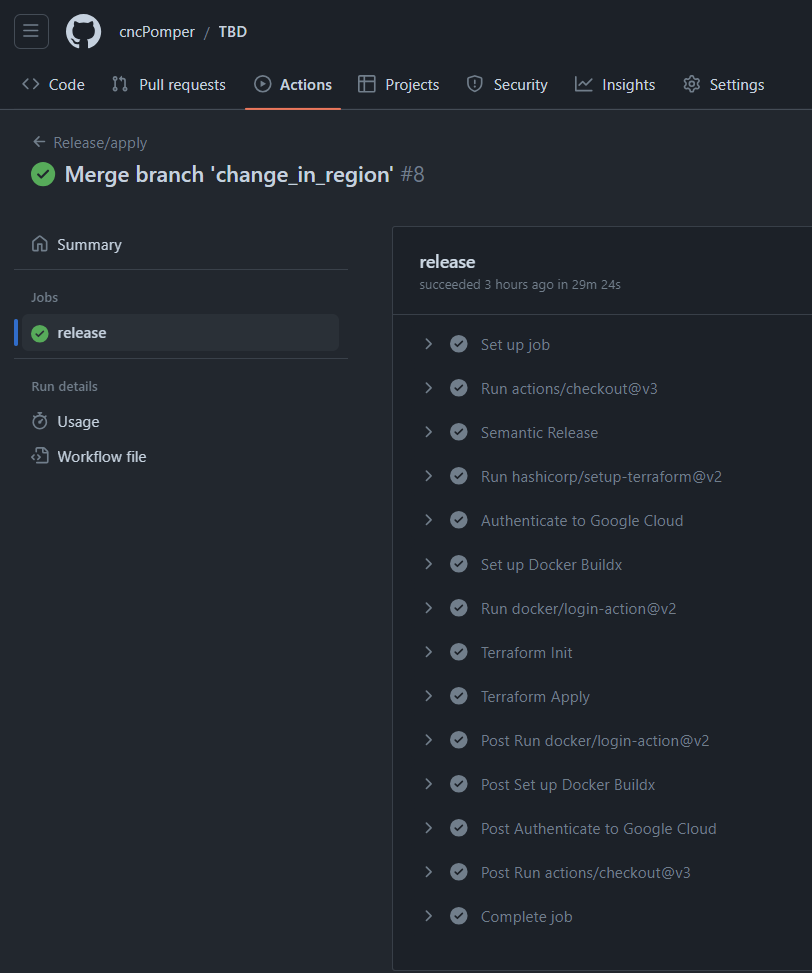 cncPomper / TBD
Code Pull requests Actions Projects Security Insights Settings
Release/apply
Merge branch 'change_in_region' #8
Summary
Jobs
release
Run details
Usage
Workflow file
release
succeeded 3 hours ago in 29m 24s
Set up job
Run actions/checkout@v3
Semantic Release
Run hashicorp/setup-terraform@v2
Authenticate to Google Cloud
Set up Docker Buildx
Run docker/login-action@v2
Terraform Init
Terraform Apply
Post Run docker/login-action@v2
Post Set up Docker Buildx
Post Authenticate to Google Cloud
Post Run actions/checkout@v3
Complete job